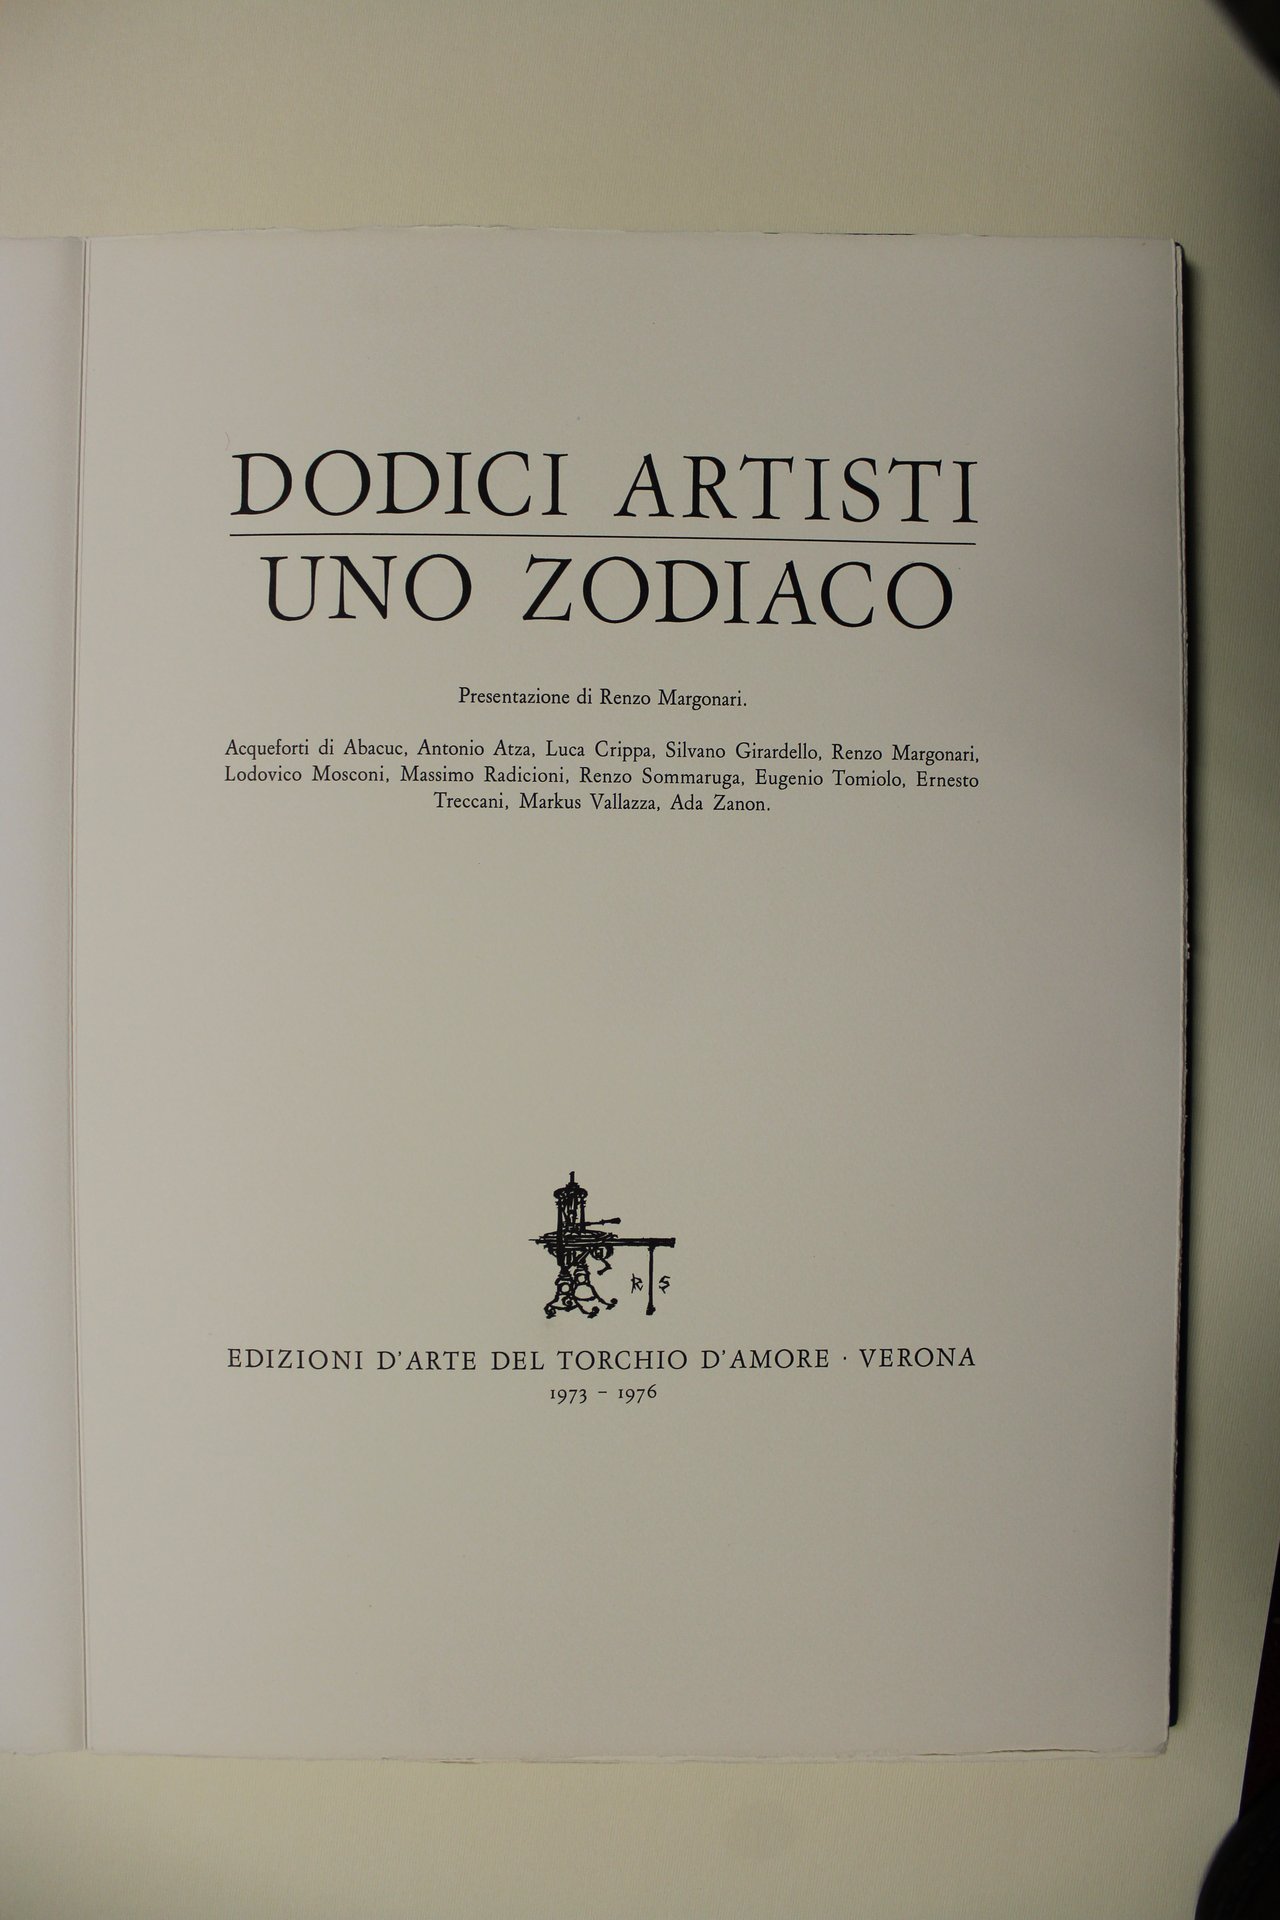 DODICI ARTISTI
UNO ZODIACO
Presentazione di Renzo Margonari.
Acqueforti di Abacuc, Antonio Atza, Luca Crippa, Silvano Girardello, Renzo Margonari,
Lodovico Mosconi, Massimo Radicioni, Renzo Sommaruga, Eugenio Tomiolo, Ernesto
Treccani, Markus Vallazza, Ada Zanon.
R S
EDIZIONI D'ARTE DEL TORCHIO D'AMORE · VERONA
1973 – 1976